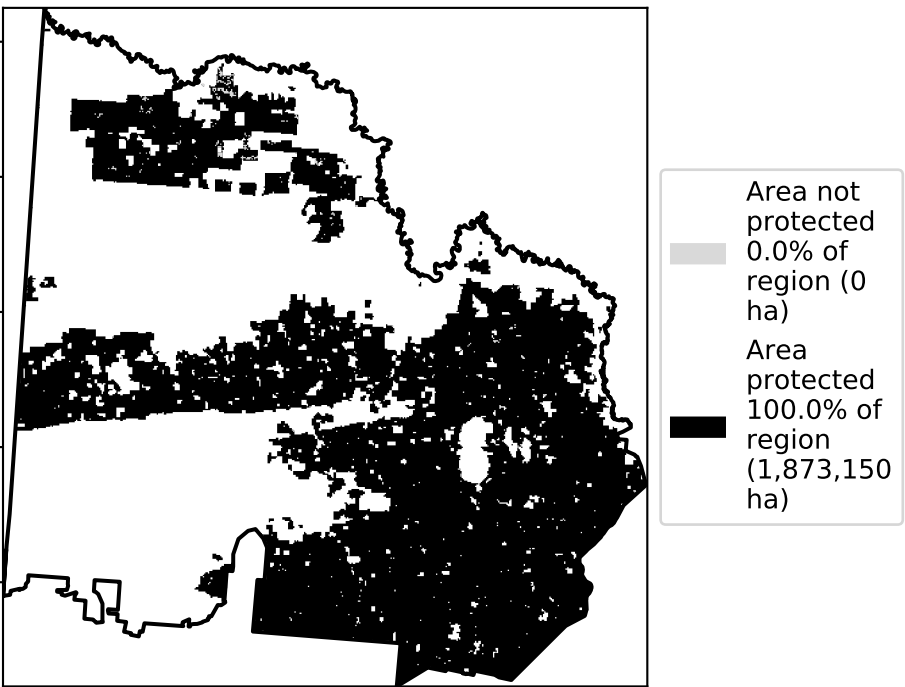 Area not
protected
0.0% of
region (0
ha)
Area
protected
100.0% of
region
(1,873,150
ha)